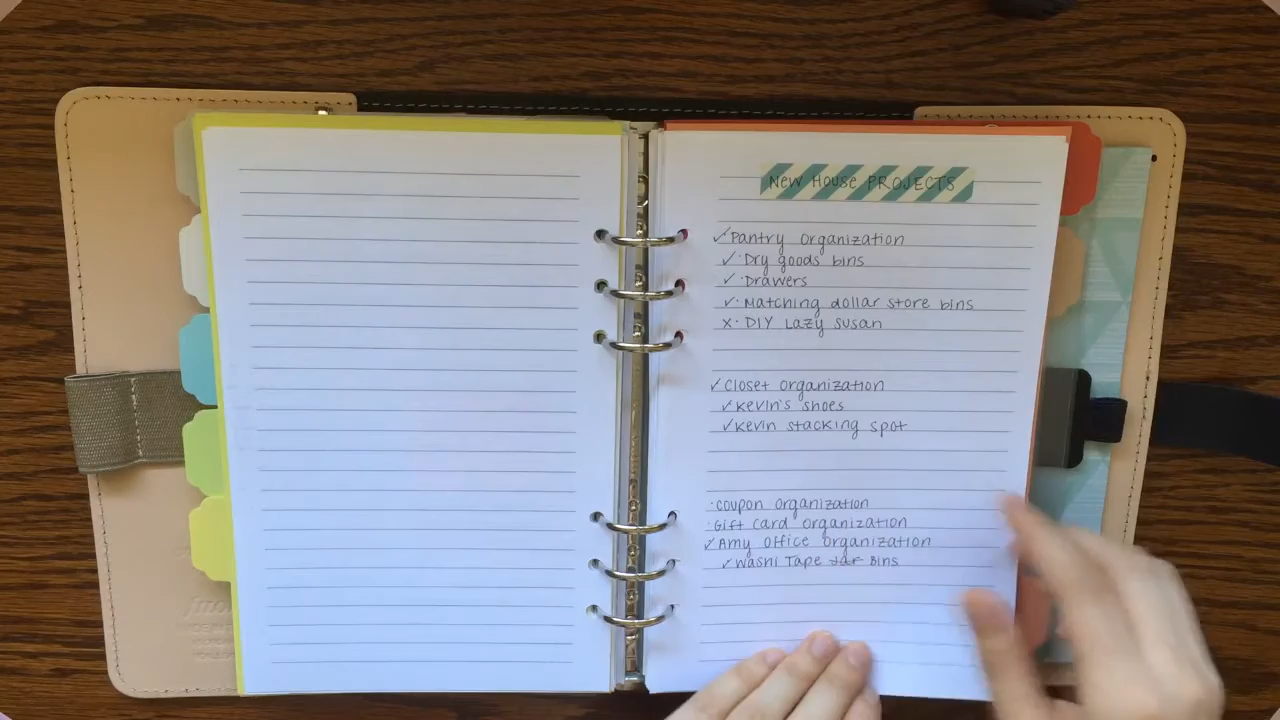 New House PROJECTS
✓Pantry organization
✓·Dry goods bins
✓·Drawers
✓·Matching dollar store bins
x·DIY Lazy Susan
✓Closet organization
✓Kevin's shoes
✓Kevin stacking spot
·Coupon organization
·Gift card organization
✓Amy Office organization
✓Washi Tape Jar Bins